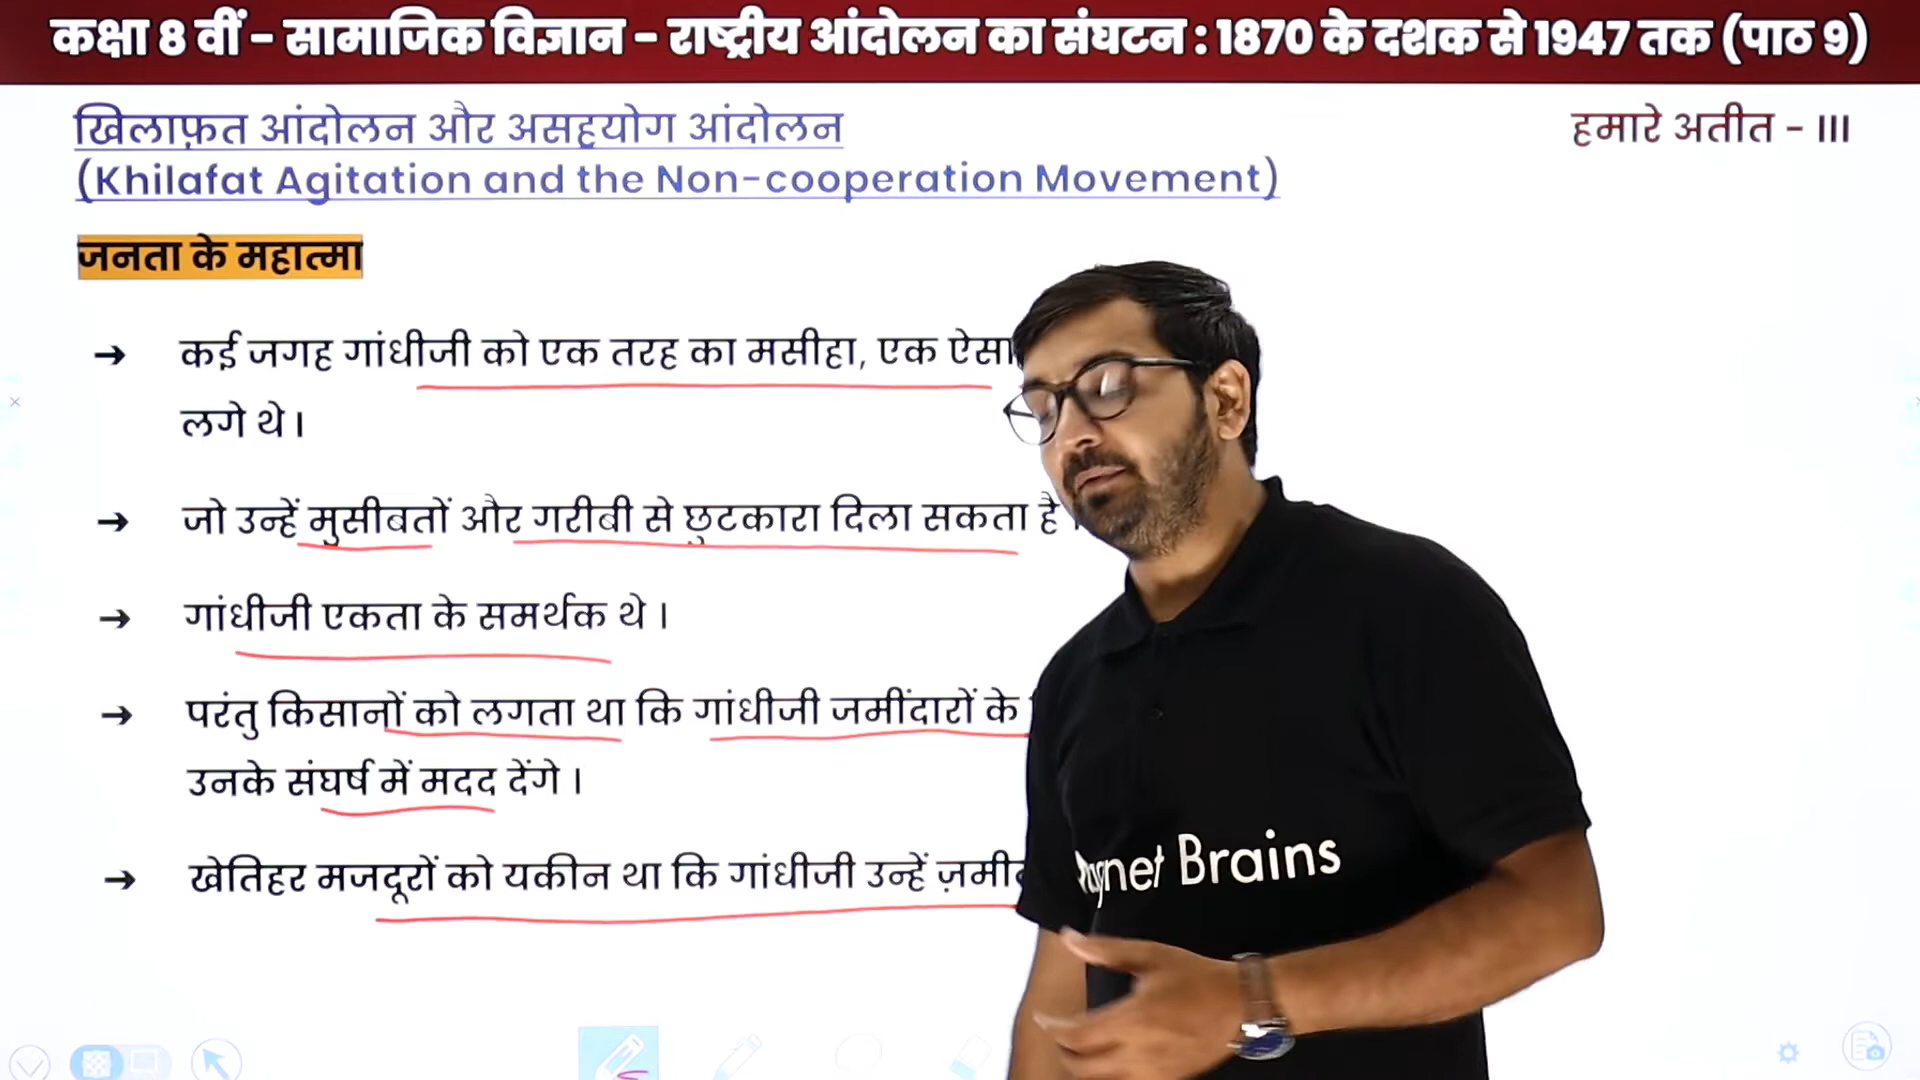 कक्षा 8 वीं - सामाजिक विज्ञान - राष्ट्रीय आंदोलन का संघटन : 1870 के दशक से 1947 तक (पाठ 9)
खिलाफ़त आंदोलन और असहयोग आंदोलन
हमारे अतीत - III
(Khilafat Agitation and the Non-cooperation Movement)
जनता के महात्मा
→ कई जगह गांधीजी को एक तरह का मसीहा, एक ऐसा
लगे थे ।
→ जो उन्हें मुसीबतों और गरीबी से छुटकारा दिला सकता है ।
→ गांधीजी एकता के समर्थक थे ।
→ परंतु किसानों को लगता था कि गांधीजी जमींदारों के
उनके संघर्ष में मदद देंगे ।
→ खेतिहर मजदूरों को यकीन था कि गांधीजी उन्हें
Brains